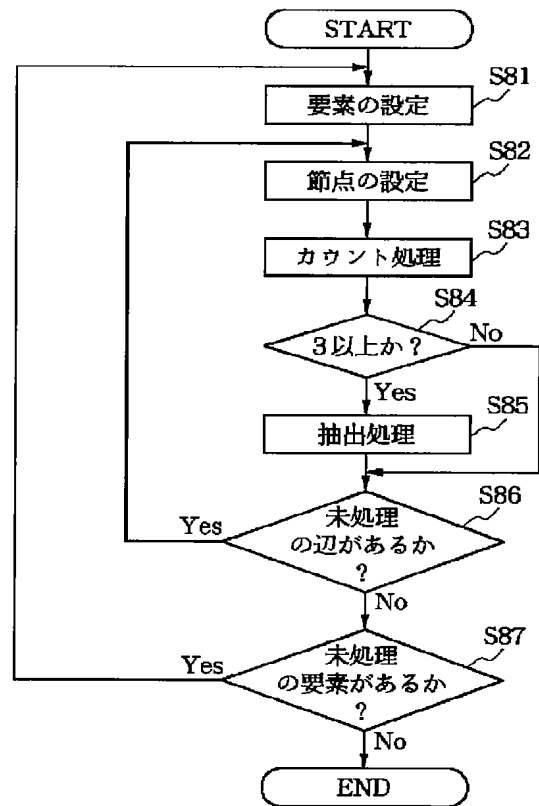 START
S81
要素の設定
S82
節点の設定
S83
カウント処理
S84
3以上か?
No
Yes
S85
抽出処理
S86
Yes
未処理
の辺があるか
?
No
S87
Yes
未処理
の要素があるか
?
No
END